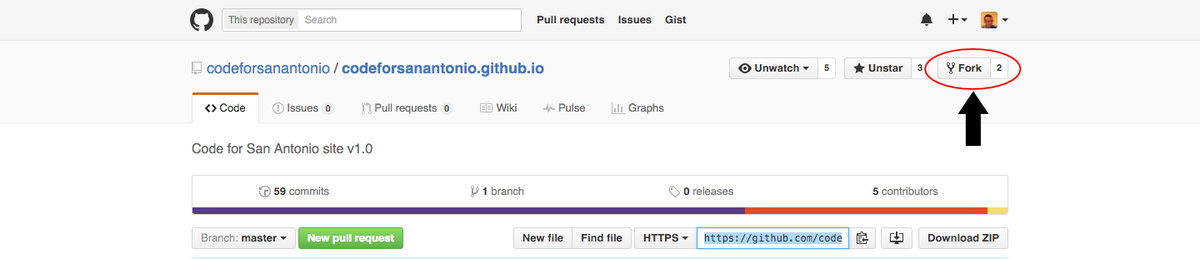 This repository Search Pull requests Issues Gist
codeforsanantonio / codeforsanantonio.github.io Unwatch 5 Unstar 3 Fork 2
Code Issues 0 Pull requests 0 Wiki Pulse Graphs
Code for San Antonio site v1.0
59 commits 1 branch 0 releases 5 contributors
Branch: master New pull request New file Find file HTTPS https://github.com/code Download ZIP